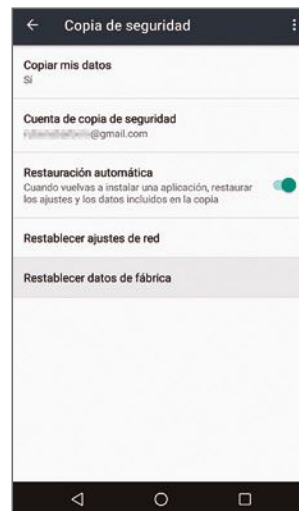 Copia de seguridad
Copiar mis datos
Sí
Cuenta de copia de seguridad
@gmail.com
Restauración automática
Cuando vuelvas a instalar una aplicación, restaurar
los ajustes y los datos incluidos en la copia
Restablecer ajustes de red
Restablecer datos de fábrica